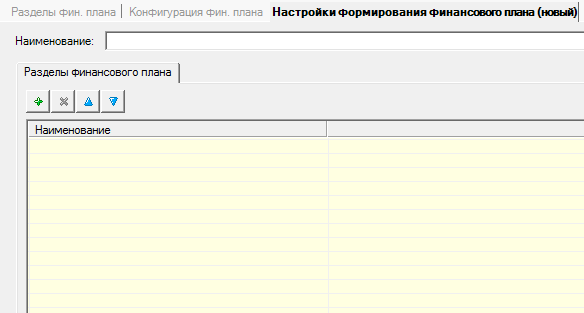 Разделы фин. плана Конфигурация фин. плана Настройки формирования финансового плана (новый)
Наименование:
Разделы финансового плана
Наименование